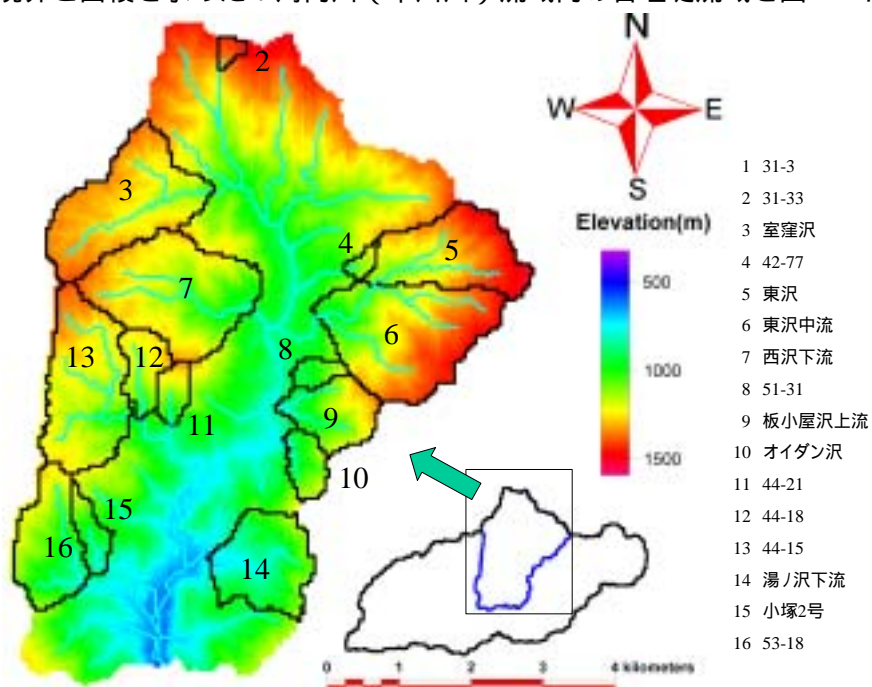 N
W E
S
Elevation(m)
500
1000
1500
2
3
4
5
7
6
8
13
12
9
11
10
15
16
14
1 31-3
2 31-33
3 室窪沢
4 42-77
5 東沢
6 東沢中流
7 西沢下流
8 51-31
9 板小屋沢上流
10 オイダン沢
11 44-21
12 44-18
13 44-15
14 湯ノ沢下流
15 小塚2号
16 53-18
0 1 2 3 4 kilometers